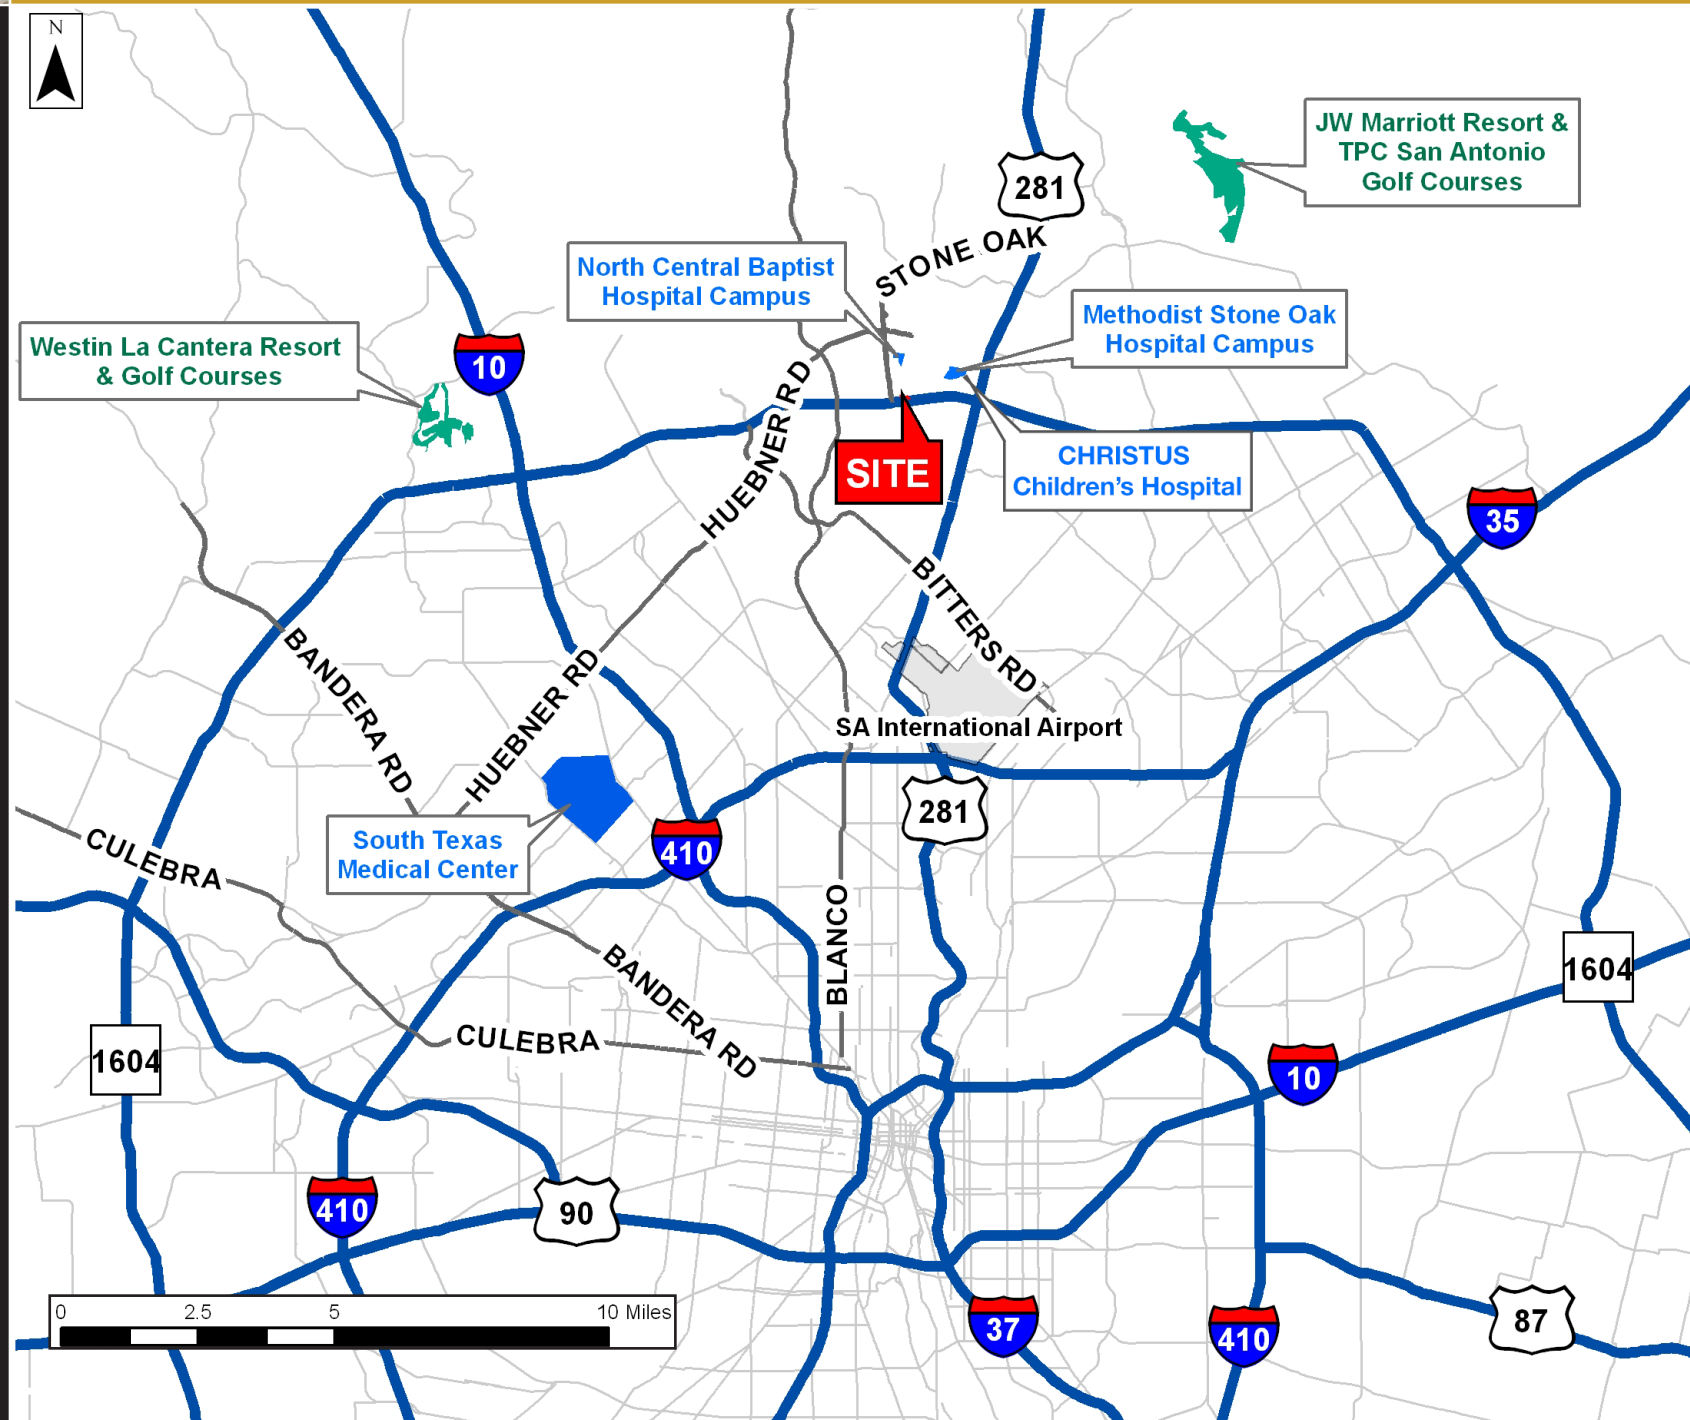 N
JW Marriott Resort &
TPC San Antonio
Golf Courses
281
STONE OAK
North Central Baptist
Hospital Campus
Methodist Stone Oak
Hospital Campus
Westin La Cantera Resort
& Golf Courses
10
HUEBNER RD
SITE
CHRISTUS
Children's Hospital
35
BITTERS RD
BANDERA RD
HUEBNER RD
SA International Airport
281
South Texas
Medical Center
410
CULEBRA
BLANCO
BANDERA RD
1604
CULEBRA
1604
10
410
90
37
410
87
0 2.5 5 10 Miles